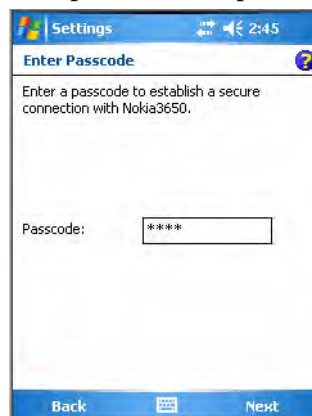 Settings 2:45
Enter Passcode ?
Enter a passcode to establish a secure
connection with Nokia3650.
Passcode: ****
Back Next